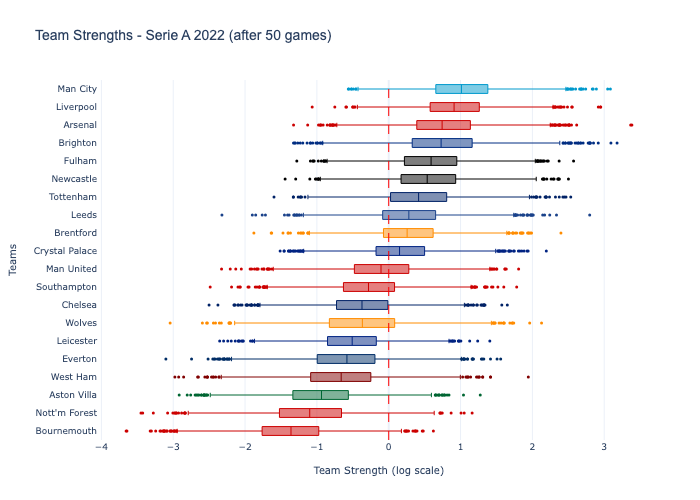 Team Strengths - Serie A 2022 (after 50 games)
Man City
Liverpool
Arsenal
Brighton
Fulham
Newcastle
Tottenham
Leeds
Brentford
Crystal Palace
Man United
Southampton
Chelsea
Wolves
Leicester
Everton
West Ham
Aston Villa
Nott'm Forest
Bournemouth
Teams
−4 −3 −2 −1 0 1 2 3
Team Strength (log scale)